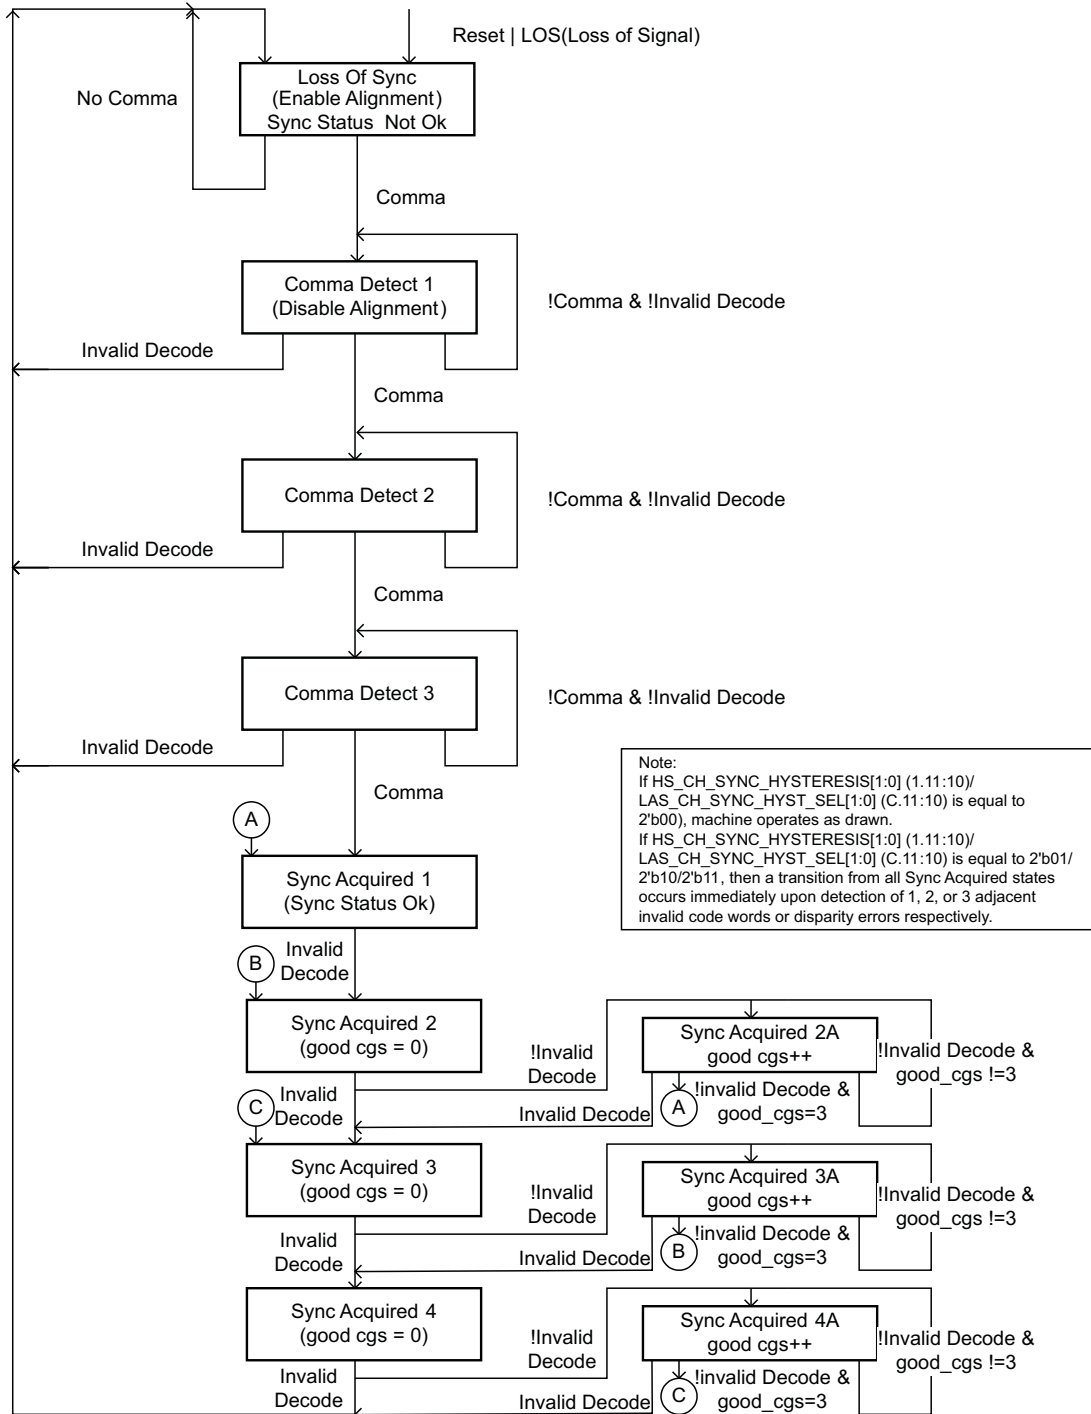 Reset | LOS(Loss of Signal)
Loss Of Sync
(Enable Alignment)
Sync Status Not Ok
No Comma
Comma
Comma Detect 1
(Disable Alignment)
!Comma & !Invalid Decode
Invalid Decode
Comma
Comma Detect 2
!Comma & !Invalid Decode
Invalid Decode
Comma
Comma Detect 3
!Comma & !Invalid Decode
Invalid Decode
Comma
Note:
If HS_CH_SYNC_HYSTERESIS[1:0] (1.11:10)/
LAS_CH_SYNC_HYST_SEL[1:0] (C.11:10) is equal to
2'b00), machine operates as drawn.
If HS_CH_SYNC_HYSTERESIS[1:0] (1.11:10)/
LAS_CH_SYNC_HYST_SEL[1:0] (C.11:10) is equal to 2'b01/
2'b10/2'b11, then a transition from all Sync Acquired states
occurs immediately upon detection of 1, 2, or 3 adjacent
invalid code words or disparity errors respectively.
A
Sync Acquired 1
(Sync Status Ok)
Invalid
Decode
B
Sync Acquired 2
(good cgs = 0)
!Invalid
Decode
Sync Acquired 2A
good cgs++
!Invalid Decode &
good_cgs !=3
Invalid
Decode
C
Invalid Decode
A
!invalid Decode &
good_cgs=3
Sync Acquired 3
(good cgs = 0)
!Invalid
Decode
Sync Acquired 3A
good cgs++
!Invalid Decode &
good_cgs !=3
Invalid
Decode
Invalid Decode
B
!invalid Decode &
good_cgs=3
Sync Acquired 4
(good cgs = 0)
!Invalid
Decode
Sync Acquired 4A
good cgs++
!Invalid Decode &
good_cgs !=3
Invalid
Decode
Invalid Decode
C
!invalid Decode &
good_cgs=3